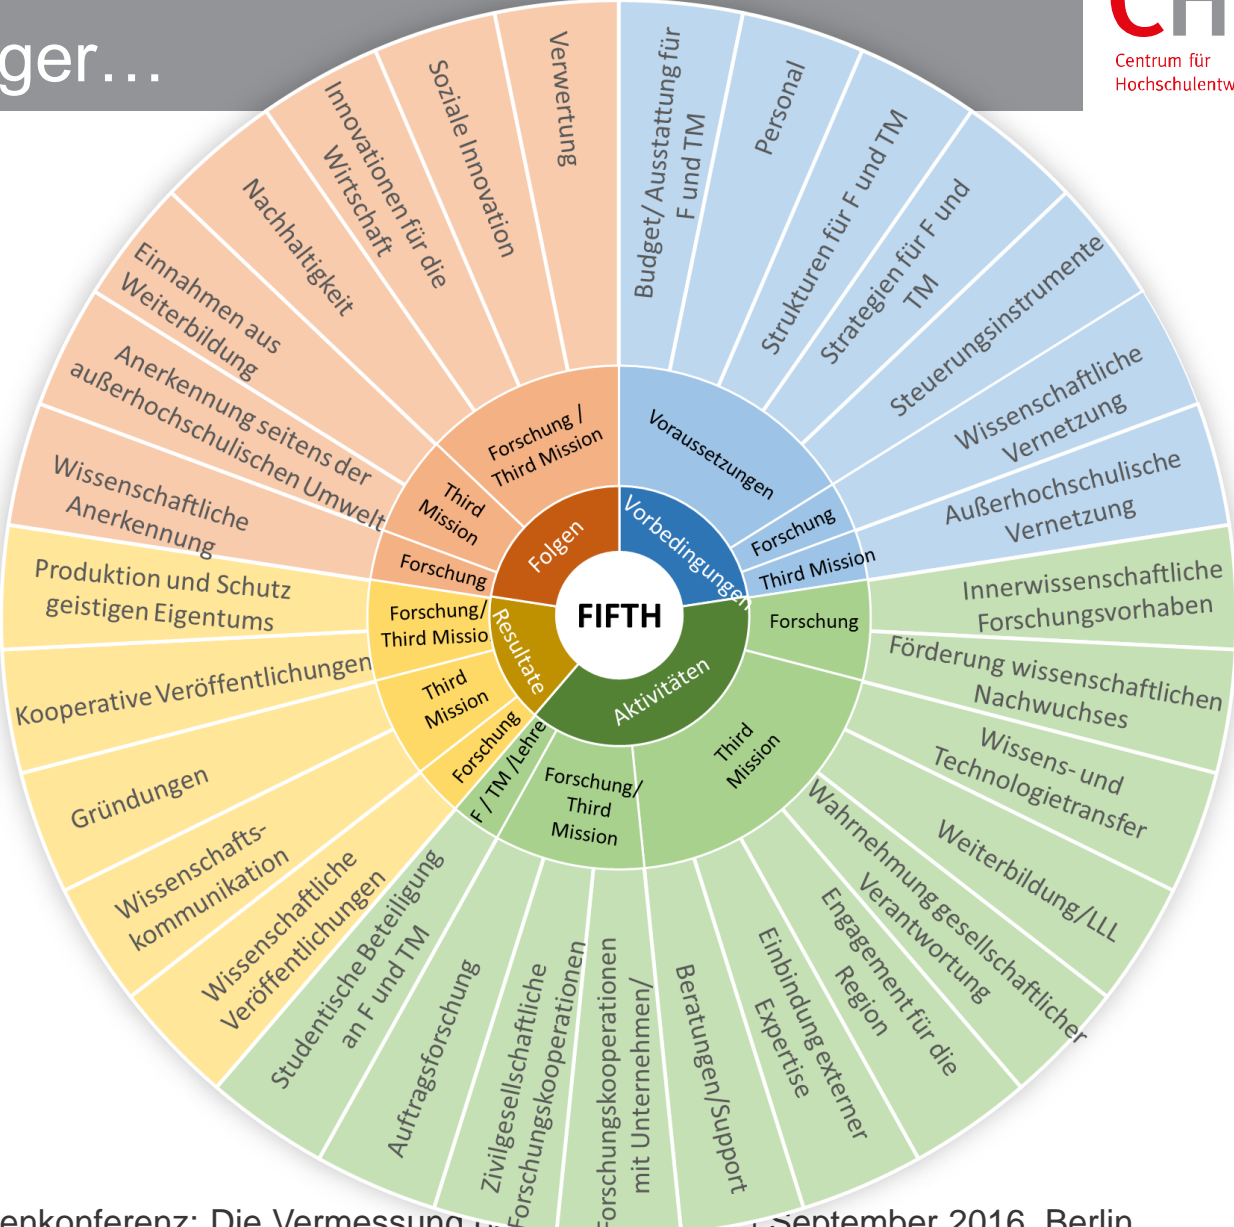 ger…
CH
Centrum für
Hochschulentw
FIFTH
Vorbedingungen
Voraussetzungen
Budget/ Ausstattung für
F und TM
Personal
Strukturen für F und TM
Strategien für F und
TM
Steuerungsinstrumente
Forschung
Wissenschaftliche
Vernetzung
Third Mission
Außerhochschulische
Vernetzung
Aktivitäten
Forschung
Innerwissenschaftliche
Forschungsvorhaben
Förderung wissenschaftlichen
Nachwuchses
Third
Mission
Wissens- und
Technologietransfer
Weiterbildung/LLL
Wahrnehmung gesellschaftlicher
Verantwortung
Engagement für die
Region
Einbindung externer
Expertise
Beratungen/Support
Forschung/
Third
Mission
Forschungskooperationen
mit Unternehmen/
Zivilgesellschaftliche
Forschungskooperationen
Auftragsforschung
F / TM /Lehre
Studentische Beteiligung
an F und TM
Resultate
Forschung
Wissenschaftliche
Veröffentlichungen
Third
Mission
Wissenschafts-
kommunikation
Gründungen
Forschung/
Third Missio
Kooperative Veröffentlichungen
Produktion und Schutz
geistigen Eigentums
Folgen
Forschung
Wissenschaftliche
Anerkennung
Third
Mission
Anerkennung seitens der
außerhochschulischen Umwelt
Einnahmen aus
Weiterbildung
Forschung /
Third Mission
Nachhaltigkeit
Innovationen für die
Wirtschaft
Soziale Innovation
Verwertung
enkonferenz: Die Vermessung September 2016, Berlin